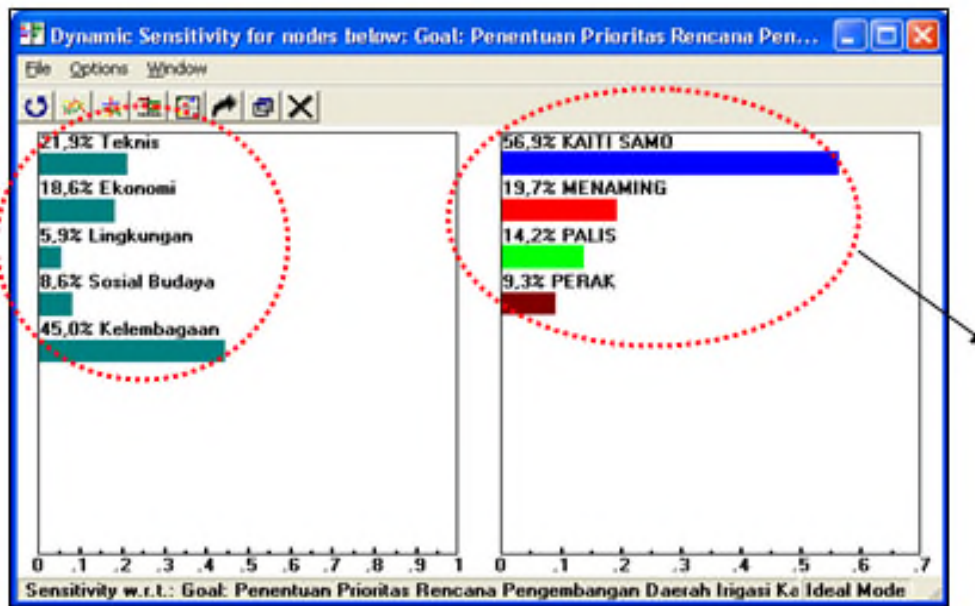 Dynamic Sensitivity for nodes below: Goal: Penentuan Prioritas Rencana Pen...
File Options Window
21,9% Teknis
18,6% Ekonomi
5,9% Lingkungan
8,6% Sosial Budaya
45,0% Kelembagaan
0 .1 .2 .3 .4 .5 .6 .7 .8 .9 1
56,9% KAITI SAMO
19,7% MENAMING
14,2% PALIS
9,3% PERAK
0 .1 .2 .3 .4 .5 .6 .7
Sensitivity w.r.t.: Goal: Penentuan Prioritas Rencana Pengembangan Daerah Irigasi Ka Ideal Mode